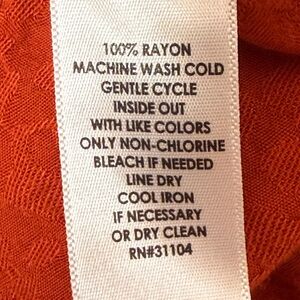 100% RAYON
MACHINE WASH COLD
GENTLE CYCLE
INSIDE OUT
WITH LIKE COLORS
ONLY NON-CHLORINE
BLEACH IF NEEDED
LINE DRY
COOL IRON
IF NECESSARY
OR DRY CLEAN
RN#31104